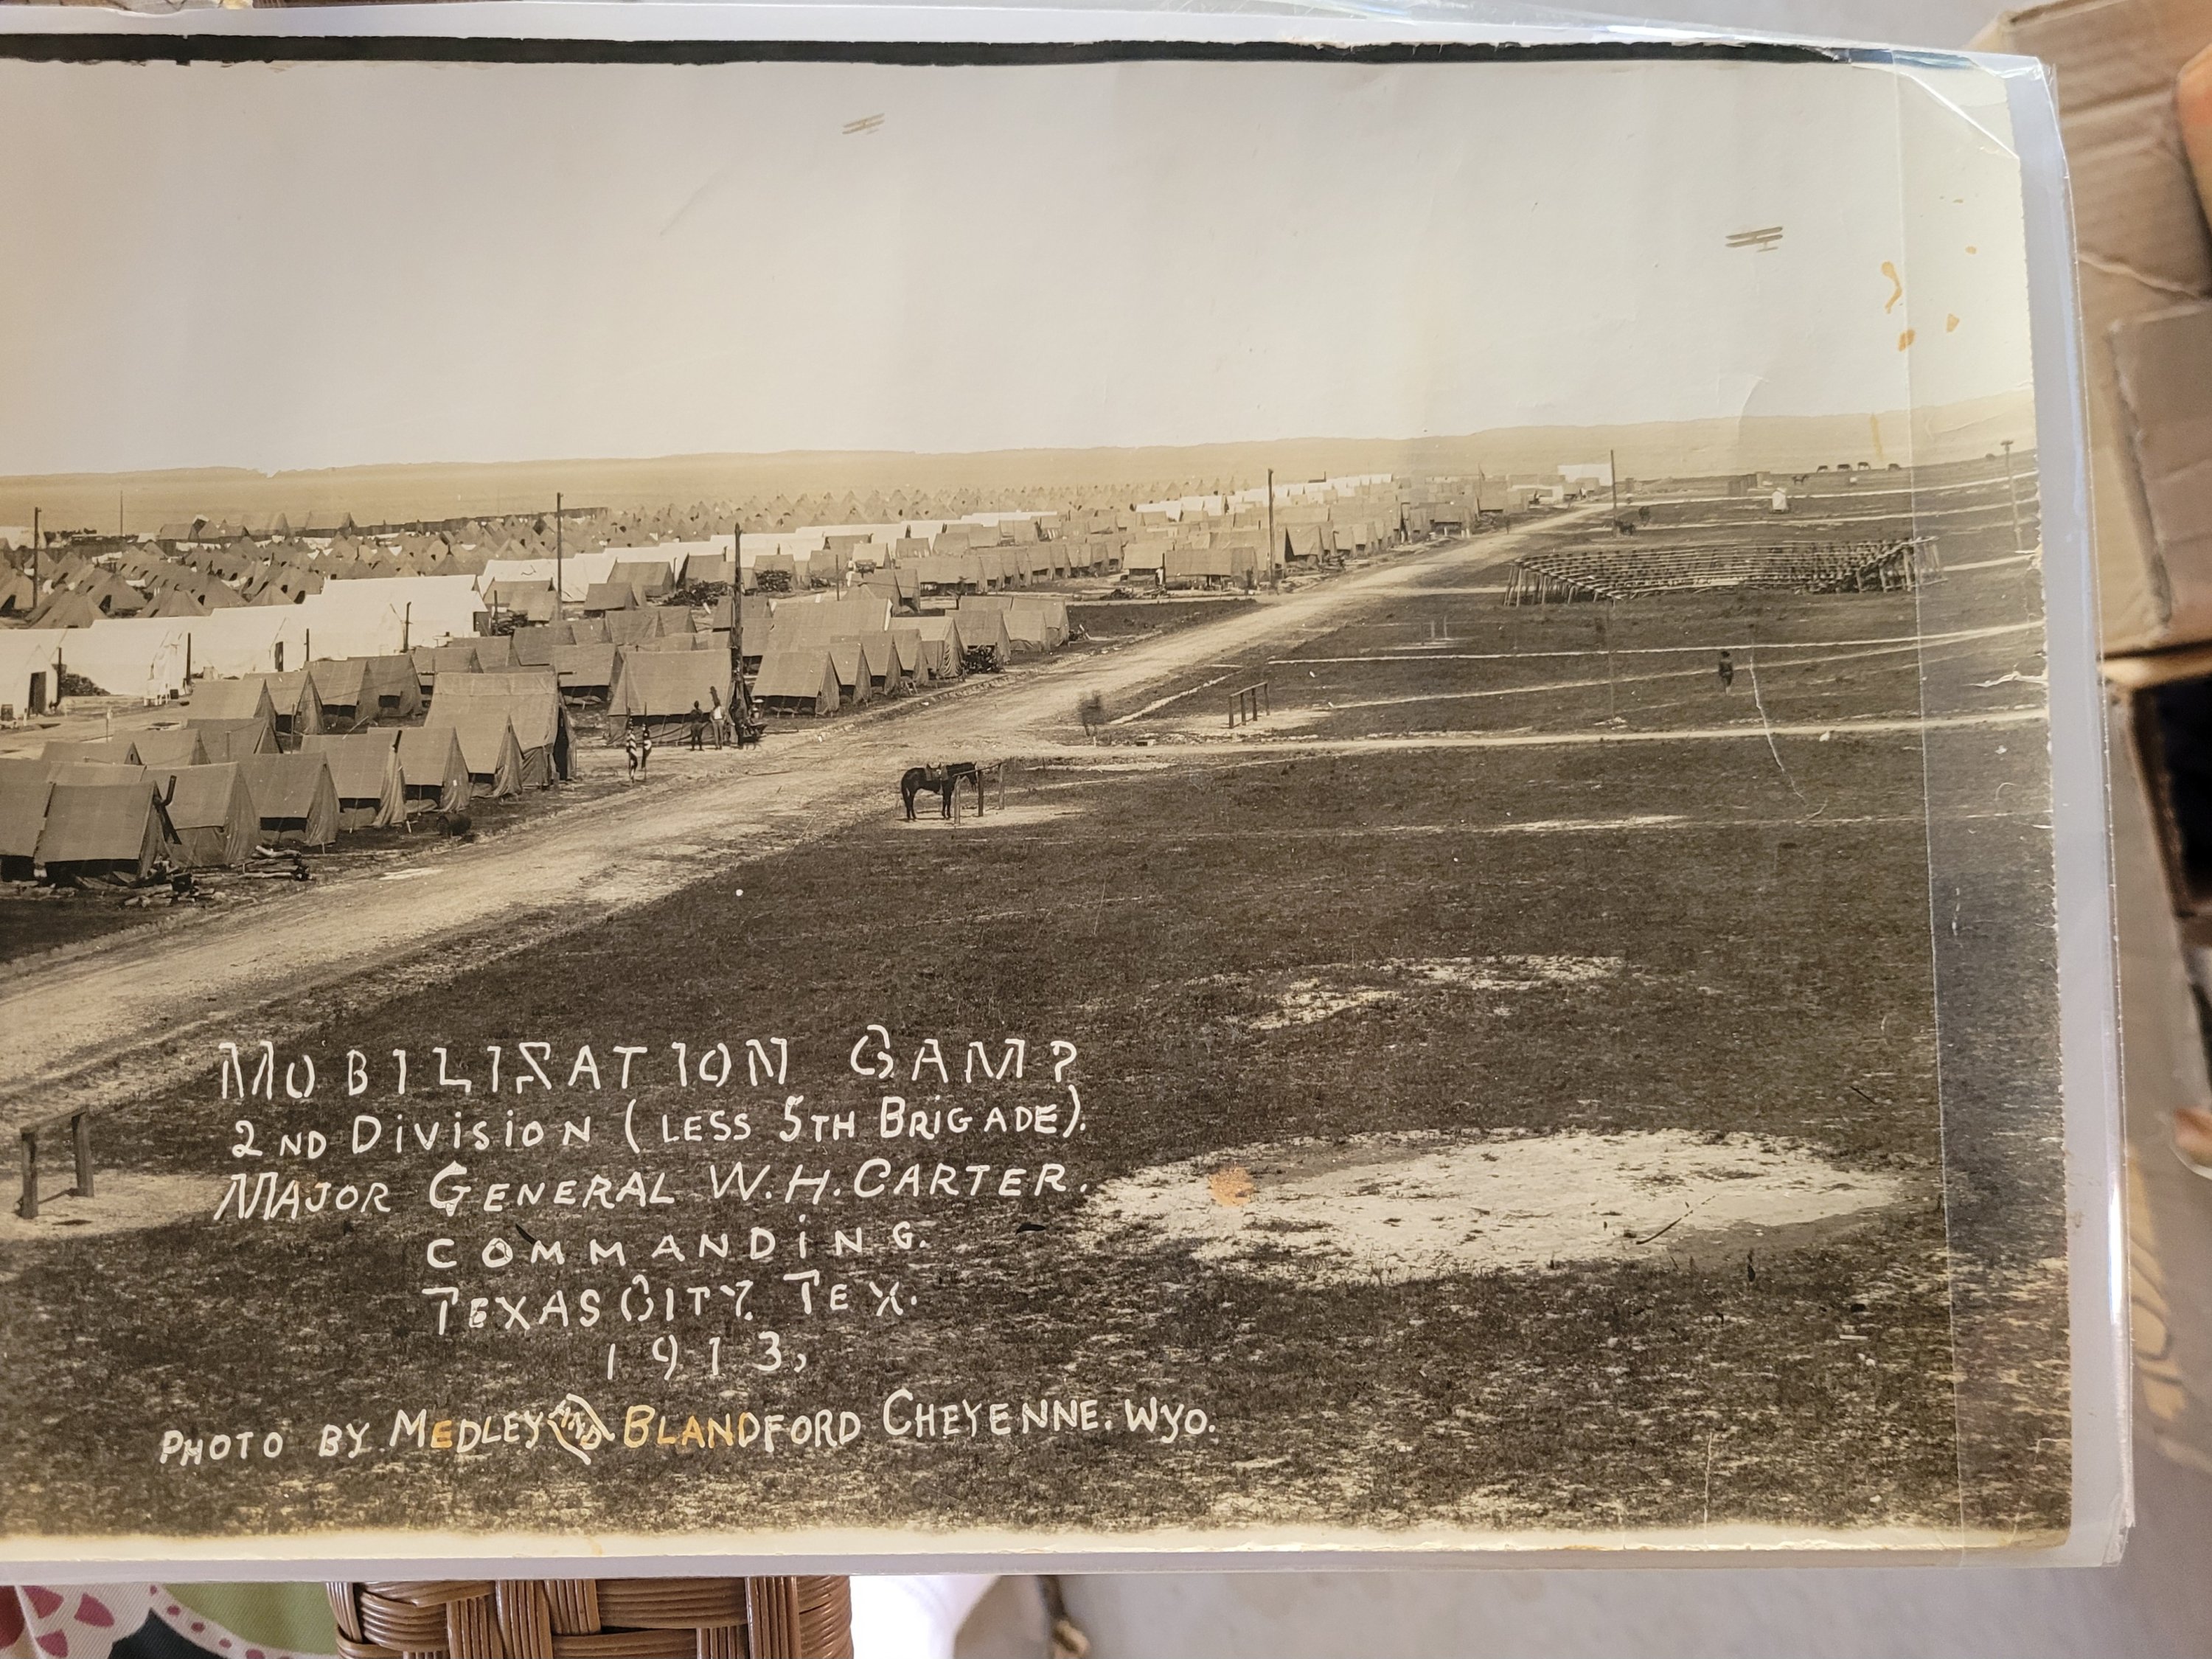 MOBILIZATION CAMP
2ND DIVISION (LESS 5TH BRIGADE).
MAJOR GENERAL W.H.CARTER.
COMMANDING.
TEXAS CITY. TEX.
1913,
PHOTO BY MEDLEY AND BLANDFORD CHEYENNE. WYO.